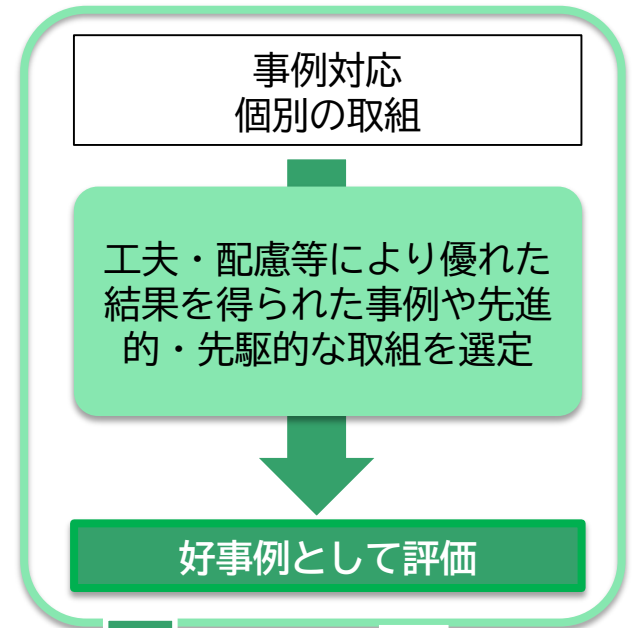 事例対応
個別の取組
工夫・配慮等により優れた
結果を得られた事例や先進
的・先駆的な取組を選定
好事例として評価